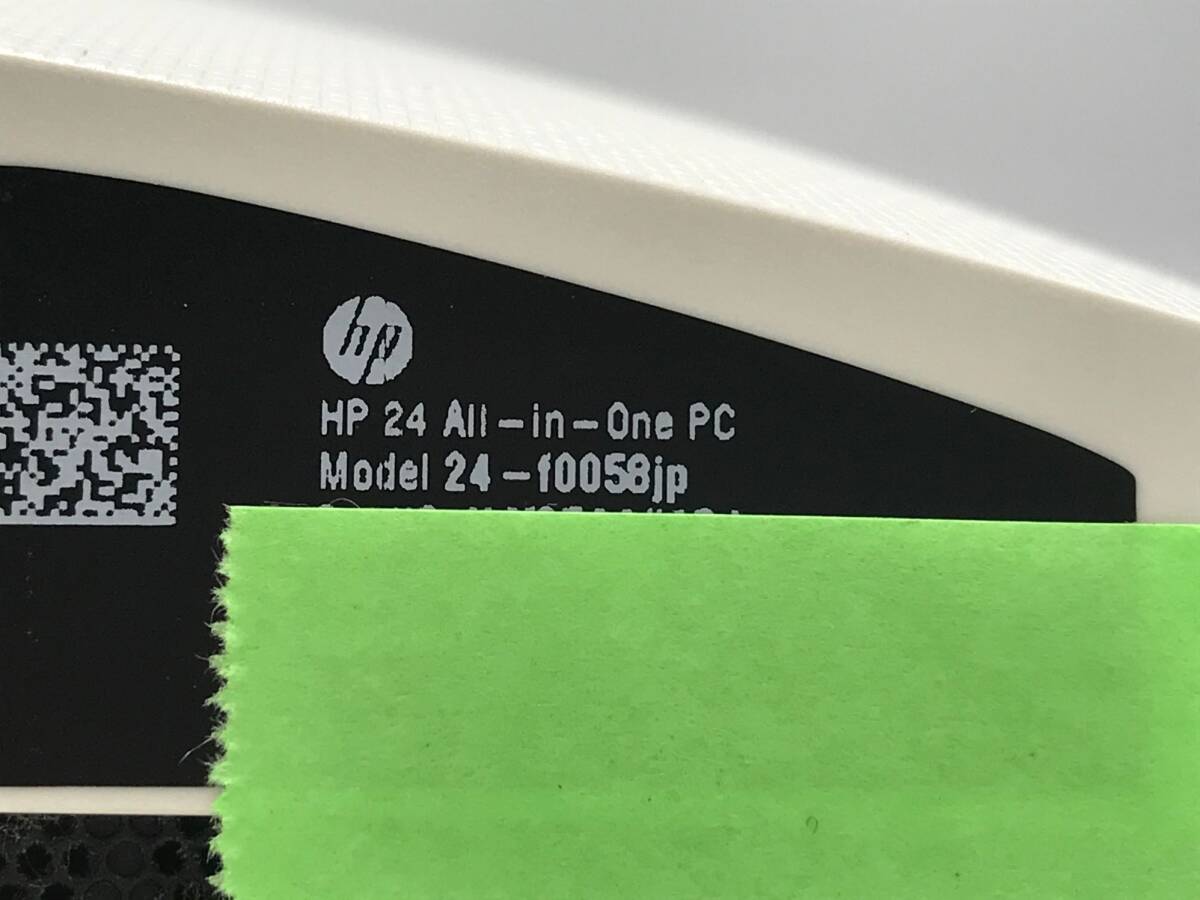 hp
HP 24 All-in-One PC
Model 24-f0058jp